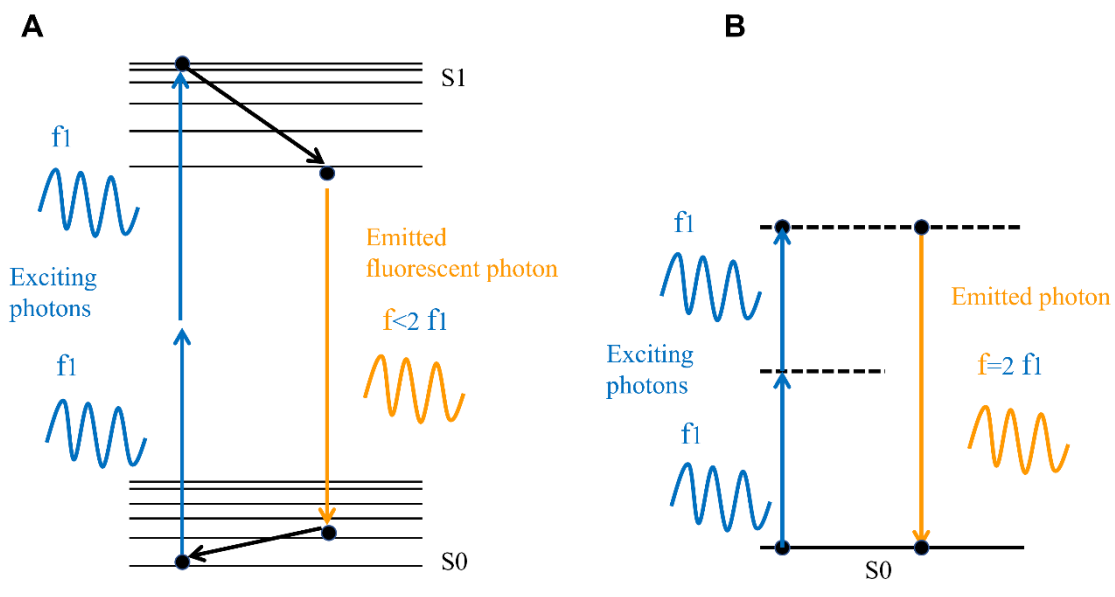 A
S1
f1
Exciting
photons
f1
Emitted
fluorescent photon
f<2 f1
S0
B
f1
Exciting
photons
f1
Emitted photon
f=2 f1
S0